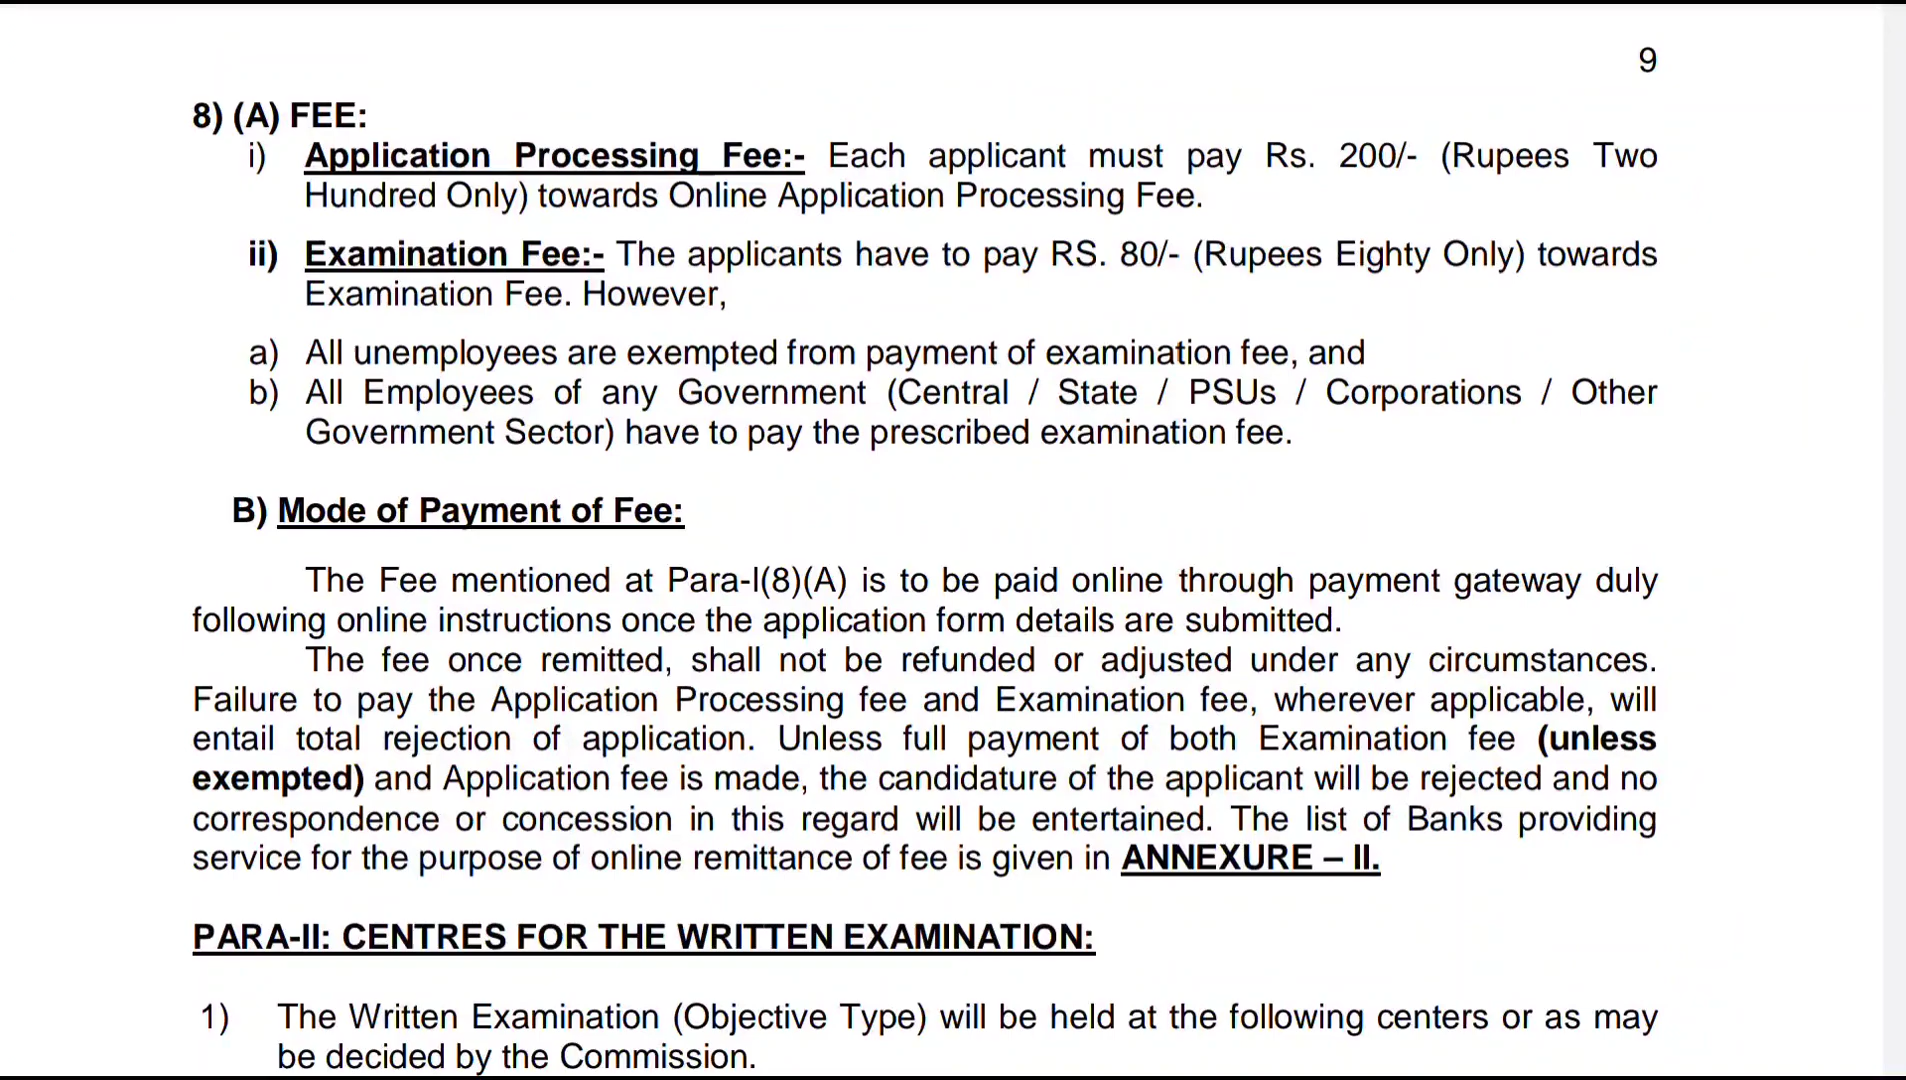 9
8) (A) FEE:
i) Application Processing Fee:- Each applicant must pay Rs. 200/- (Rupees Two
Hundred Only) towards Online Application Processing Fee.
ii) Examination Fee:- The applicants have to pay RS. 80/- (Rupees Eighty Only) towards
Examination Fee. However,
a) All unemployees are exempted from payment of examination fee, and
b) All Employees of any Government (Central / State / PSUs / Corporations / Other
Government Sector) have to pay the prescribed examination fee.
B) Mode of Payment of Fee:
The Fee mentioned at Para-I(8)(A) is to be paid online through payment gateway duly
following online instructions once the application form details are submitted.
The fee once remitted, shall not be refunded or adjusted under any circumstances.
Failure to pay the Application Processing fee and Examination fee, wherever applicable, will
entail total rejection of application. Unless full payment of both Examination fee (unless
exempted) and Application fee is made, the candidature of the applicant will be rejected and no
correspondence or concession in this regard will be entertained. The list of Banks providing
service for the purpose of online remittance of fee is given in ANNEXURE – II.
PARA-II: CENTRES FOR THE WRITTEN EXAMINATION:
1) The Written Examination (Objective Type) will be held at the following centers or as may
be decided by the Commission.